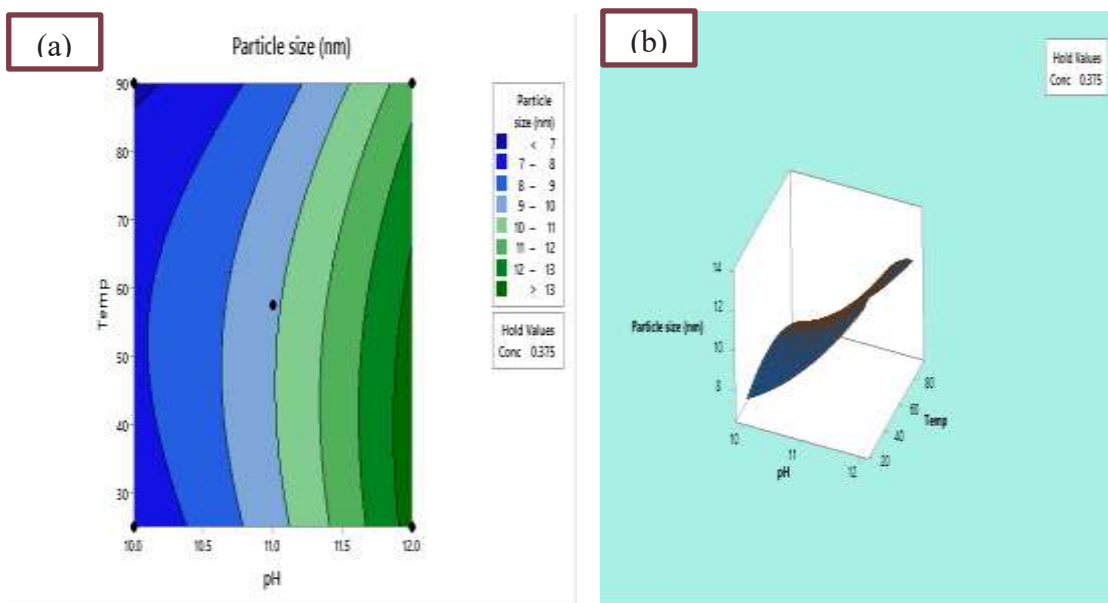 (a)
Particle size (nm)
90
80
70
60
50
40
30
Temp
10.0 10.5 11.0 11.5 12.0
pH
Particle
size (nm)
< 7
7 – 8
8 – 9
9 – 10
10 – 11
11 – 12
12 – 13
> 13
Hold Values
Conc 0.375
(b)
Hold Values
Conc 0.375
14
12
Particle size (nm)
10
8
10
11
12
pH
20
40
60
80
Temp